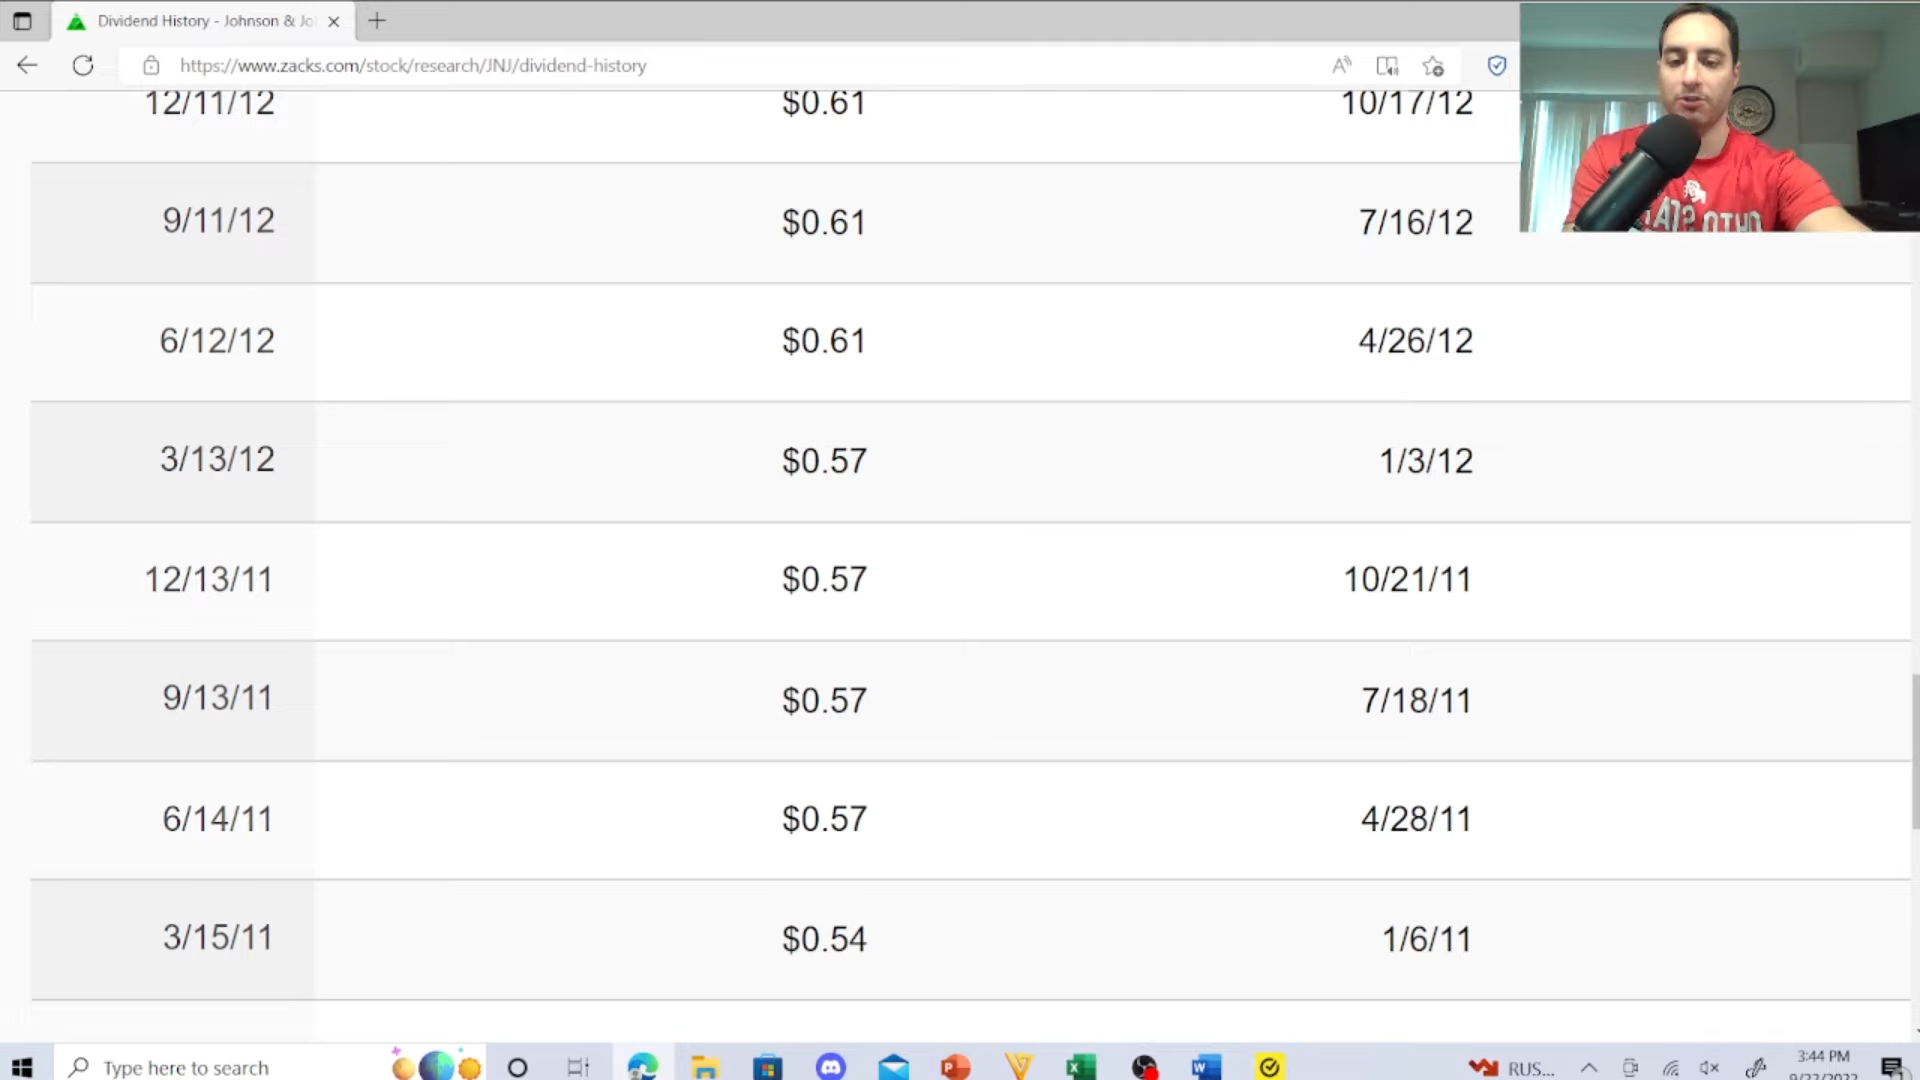 Dividend History - Johnson & Jo
https://www.zacks.com/stock/research/JNJ/dividend-history
12/11/12 $0.61 10/17/12
9/11/12 $0.61 7/16/12
6/12/12 $0.61 4/26/12
3/13/12 $0.57 1/3/12
12/13/11 $0.57 10/21/11
9/13/11 $0.57 7/18/11
6/14/11 $0.57 4/28/11
3/15/11 $0.54 1/6/11
Type here to search
RUS...
3:44 PM